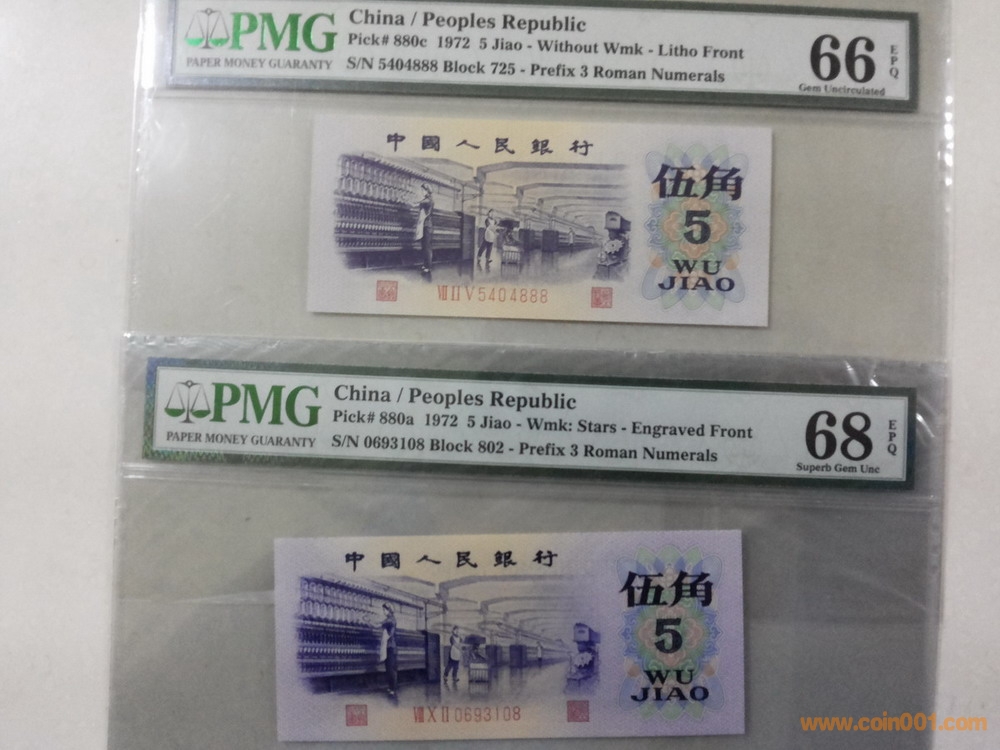 PMG
PAPER MONEY GUARANTY
China / Peoples Republic
Pick# 880c 1972 5 Jiao - Without Wmk - Litho Front
S/N 5404888 Block 725 - Prefix 3 Roman Numerals
66
EPQ
Gem Uncirculated
中國人民銀行
伍角
5
WU
JIAO
VIIIIV5404888
PMG
PAPER MONEY GUARANTY
China / Peoples Republic
Pick# 880a 1972 5 Jiao - Wmk: Stars - Engraved Front
S/N 0693108 Block 802 - Prefix 3 Roman Numerals
68
EPQ
Superb Gem Unc
中國人民銀行
伍角
5
WU
JIAO
VIIIXII0693108
www.coin001.com